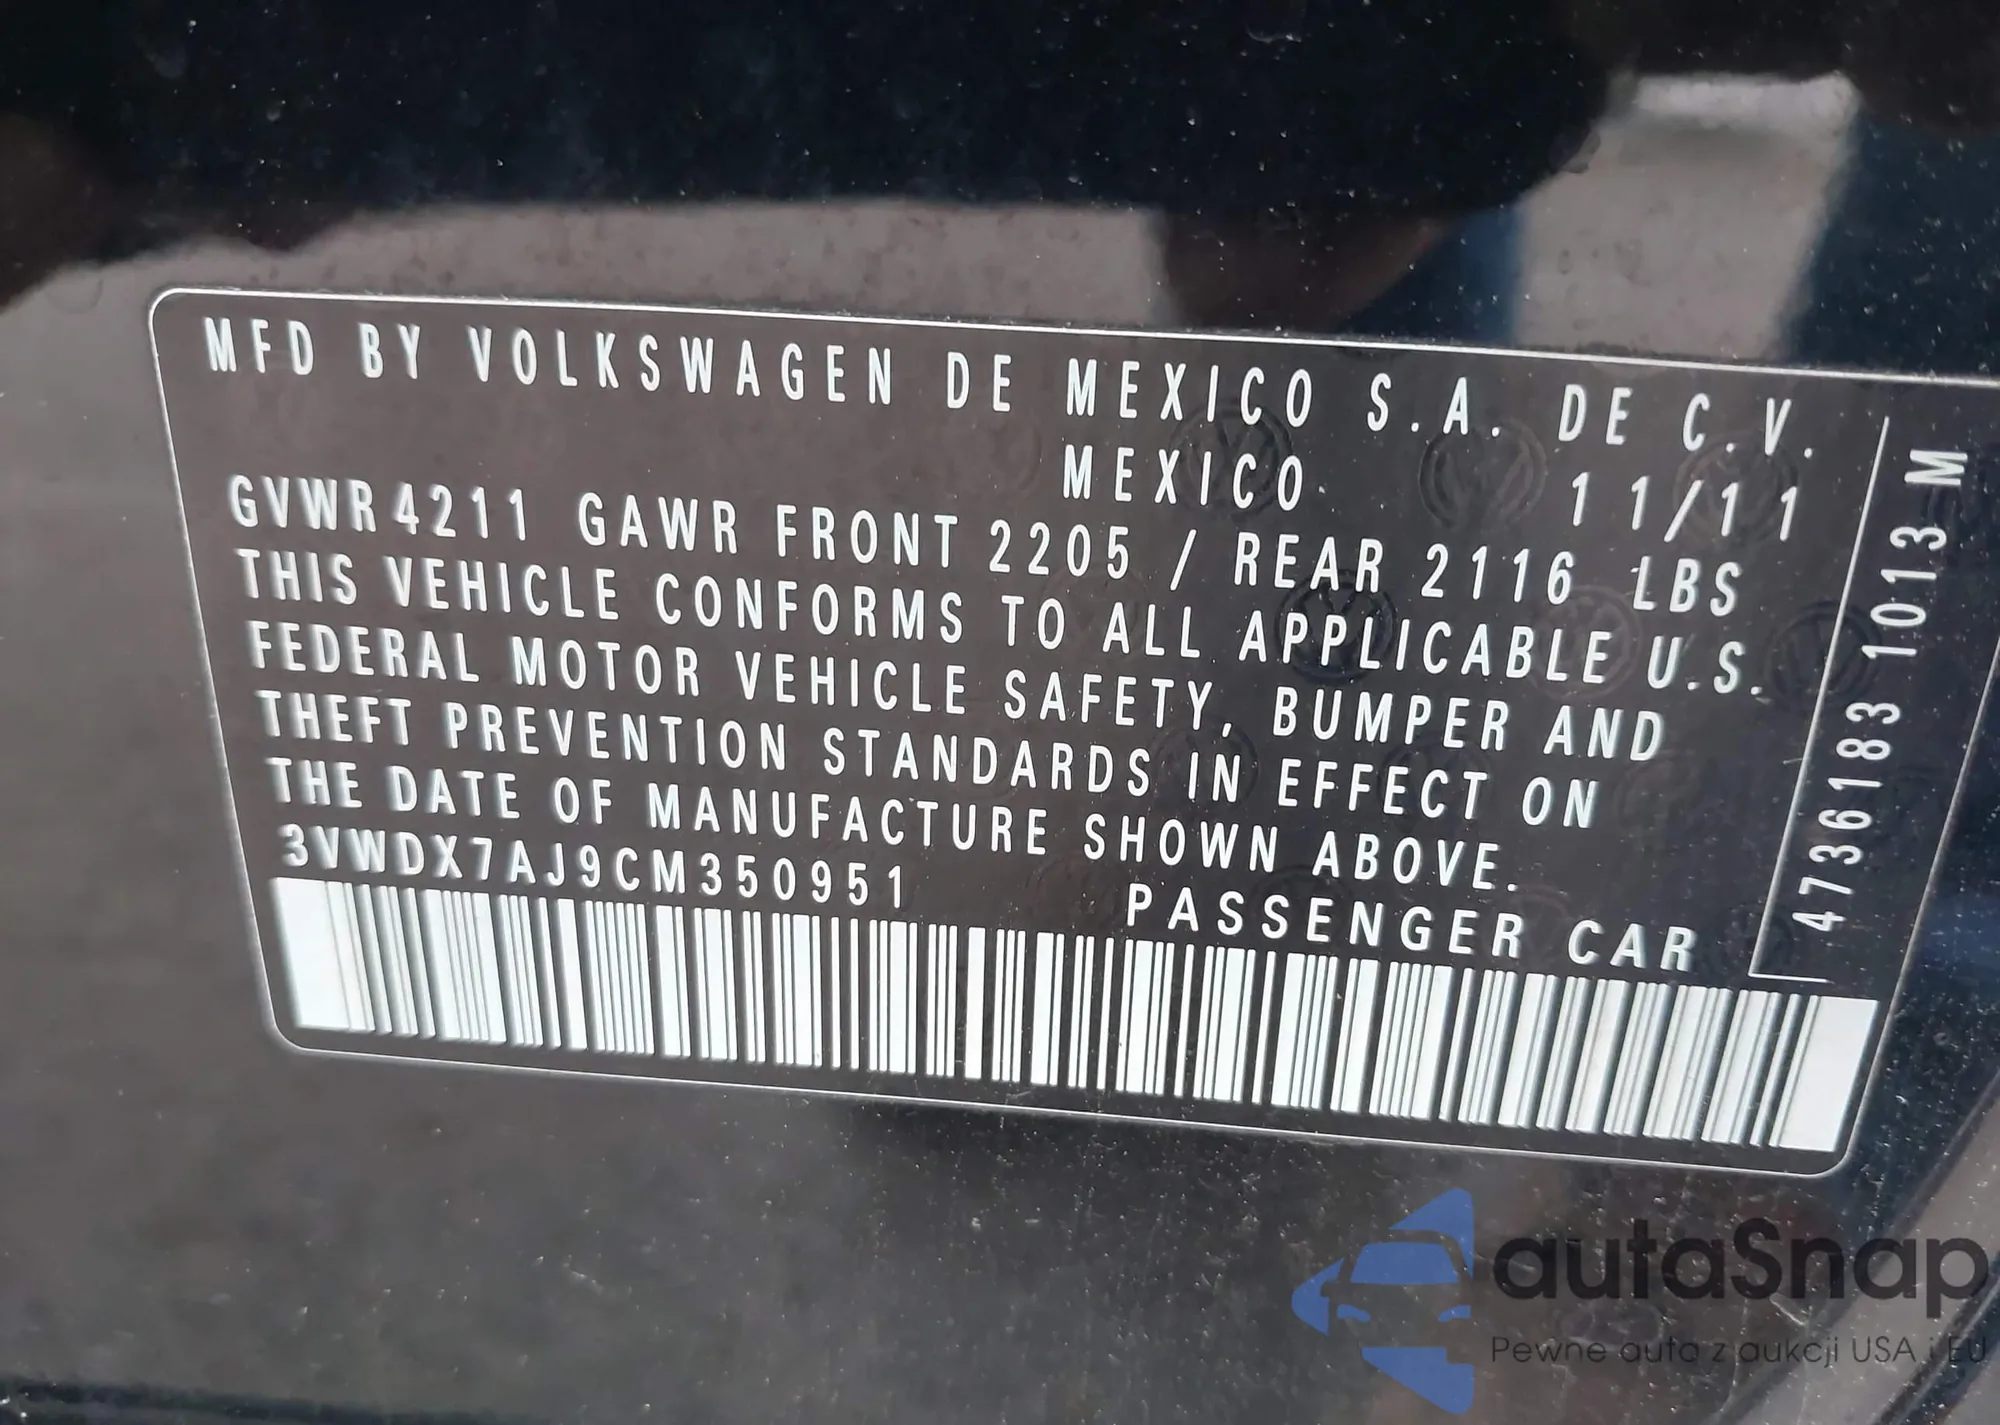 MFD BY VOLKSWAGEN DE MEXICO S.A. DE C.V.
MEXICO 11/11
GVWR 4211 GAWR FRONT 2205 / REAR 2116 LBS
THIS VEHICLE CONFORMS TO ALL APPLICABLE U.S.
FEDERAL MOTOR VEHICLE SAFETY, BUMPER AND
THEFT PREVENTION STANDARDS IN EFFECT ON
THE DATE OF MANUFACTURE SHOWN ABOVE.
3VWDX7AJ9CM350951 PASSENGER CAR
4736183 1013 M
autaSnap
Pewne auta z aukcji USA i EU